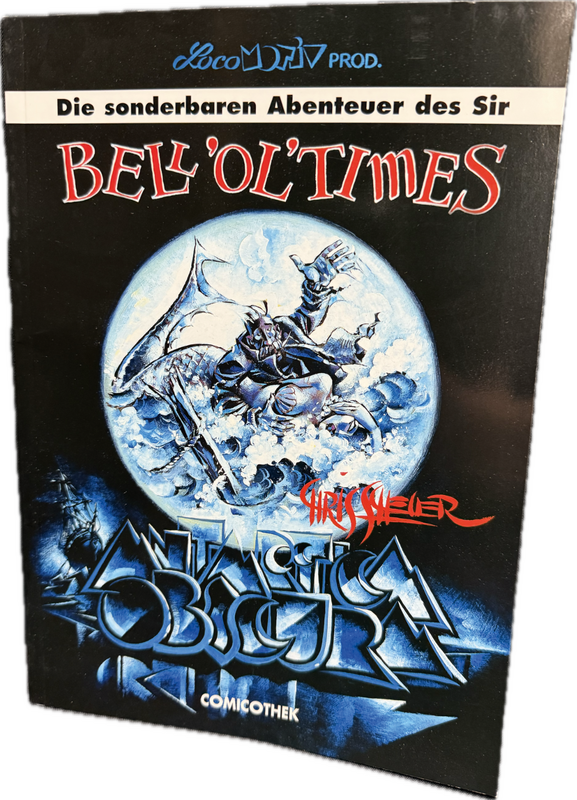 LocoMOTIV PROD.
Die sonderbaren Abenteuer des Sir
BELL 'OL' TIMES
CHRIS SCHEUER
ANTARCTICA
OBSCURA
COMICOTHEK